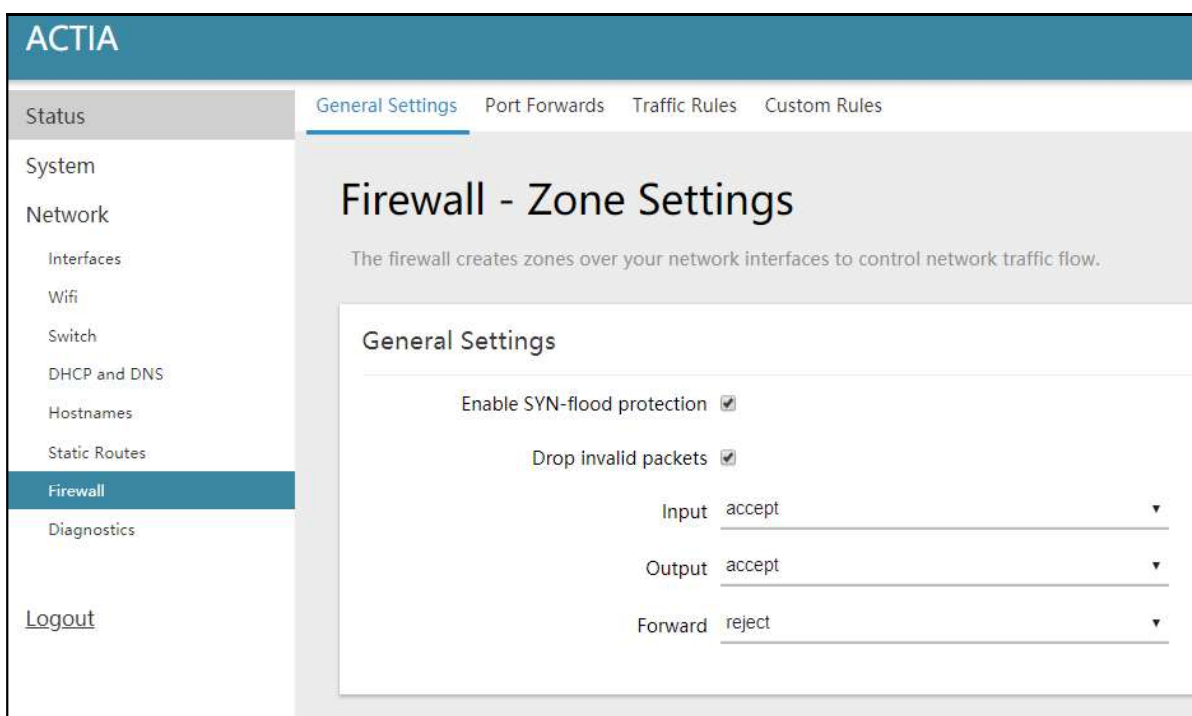 ACTIA
Status
System
Network
Interfaces
Wifi
Switch
DHCP and DNS
Hostnames
Static Routes
Firewall
Diagnostics
Logout
General Settings Port Forwards Traffic Rules Custom Rules
Firewall - Zone Settings
The firewall creates zones over your network interfaces to control network traffic flow.
General Settings
Enable SYN-flood protection
Drop invalid packets
Input accept
Output accept
Forward reject